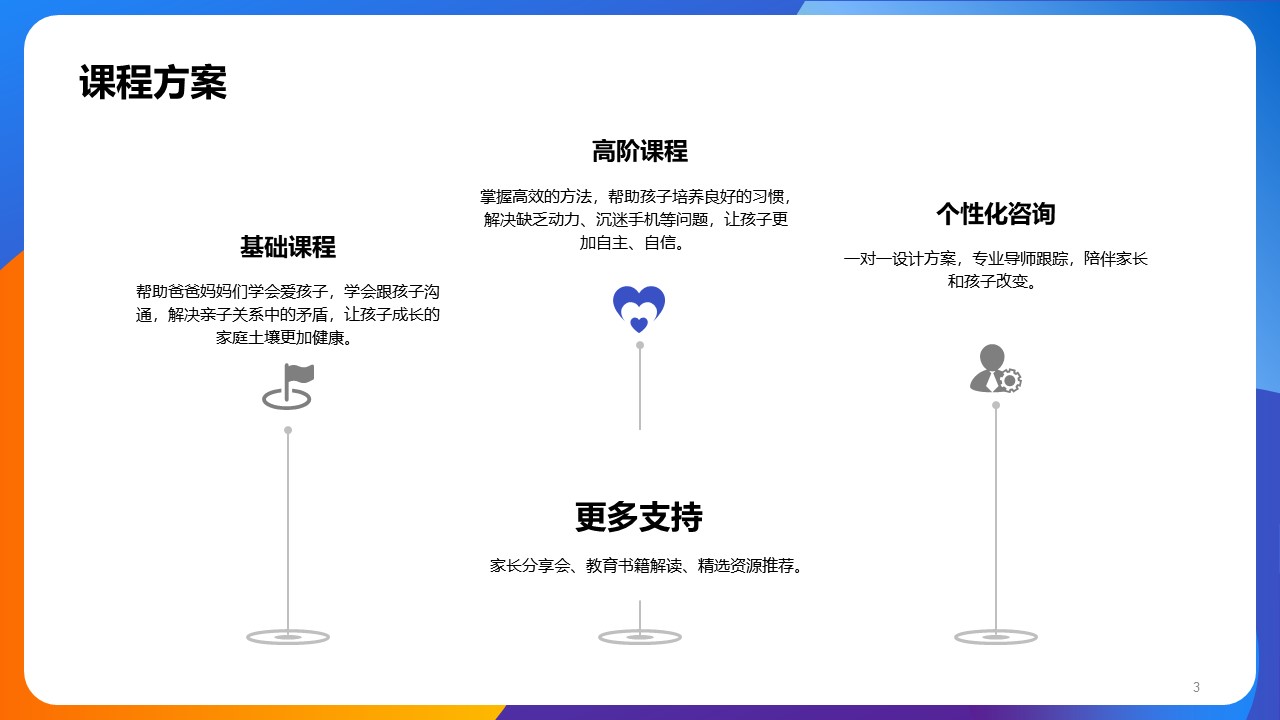 课程方案
基础课程
帮助爸爸妈妈们学会爱孩子，学会跟孩子沟
通，解决亲子关系中的矛盾，让孩子成长的
家庭土壤更加健康。
高阶课程
掌握高效的方法，帮助孩子培养良好的习惯，
解决缺乏动力、沉迷手机等问题，让孩子更
加自主、自信。
个性化咨询
一对一设计方案，专业导师跟踪，陪伴家长
和孩子改变。
更多支持
家长分享会、教育书籍解读、精选资源推荐。
3